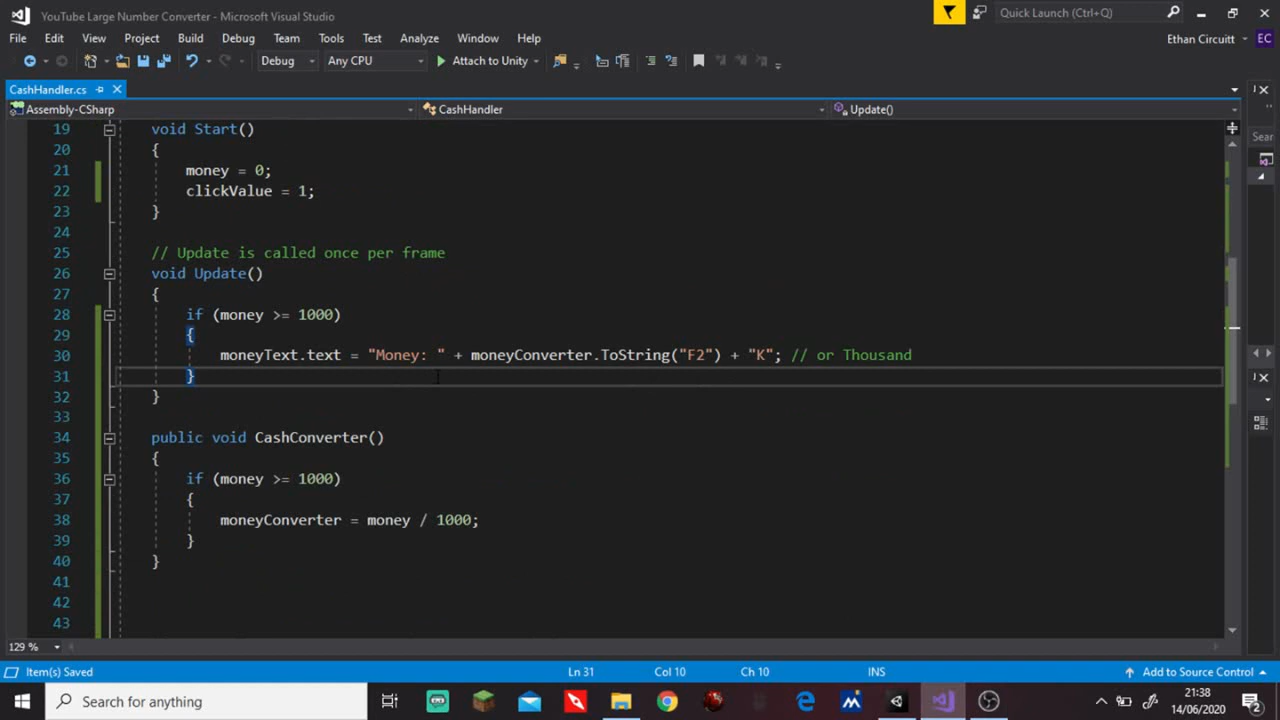 YouTube Large Number Converter - Microsoft Visual Studio
Quick Launch (Ctrl+Q)
File Edit View Project Build Debug Team Tools Test Analyze Window Help
Ethan Circuitt EC
Debug Any CPU Attach to Unity
CashHandler.cs
Assembly-CSharp CashHandler Update()
Sear
19 void Start()
20 {
21 money = 0;
22 clickValue = 1;
23 }
24
25 // Update is called once per frame
26 void Update()
27 {
28 if (money >= 1000)
29 {
30 moneyText.text = "Money: " + moneyConverter.ToString("F2") + "K"; // or Thousand
31 }
32 }
33
34 public void CashConverter()
35 {
36 if (money >= 1000)
37 {
38 moneyConverter = money / 1000;
39 }
40 }
41
42
43
129 %
Item(s) Saved Ln 31 Col 10 Ch 10 INS Add to Source Control
Search for anything
21:38
14/06/2020
2